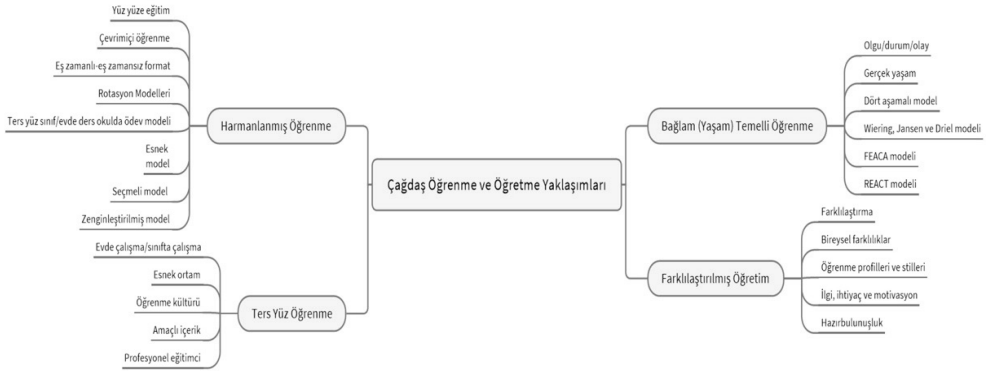 Yüz yüze eğitim
Çevrimiçi öğrenme
Eş zamanlı-eş zamansız format
Rotasyon Modelleri
Ters yüz sınıf/evde ders okulda ödev modeli
Esnek
model
Seçmeli model
Zenginleştirilmiş model
Harmanlanmış Öğrenme
Evde çalışma/sınıfta çalışma
Esnek ortam
Öğrenme kültürü
Amaçlı içerik
Profesyonel eğitimci
Ters Yüz Öğrenme
Çağdaş Öğrenme ve Öğretme Yaklaşımları
Bağlam (Yaşam) Temelli Öğrenme
Olgu/durum/olay
Gerçek yaşam
Dört aşamalı model
Wiering, Jansen ve Driel modeli
FEACA modeli
REACT modeli
Farklılaştırılmış Öğretim
Farklılaştırma
Bireysel farklılıklar
Öğrenme profilleri ve stilleri
İlgi, ihtiyaç ve motivasyon
Hazırbulunuşluk